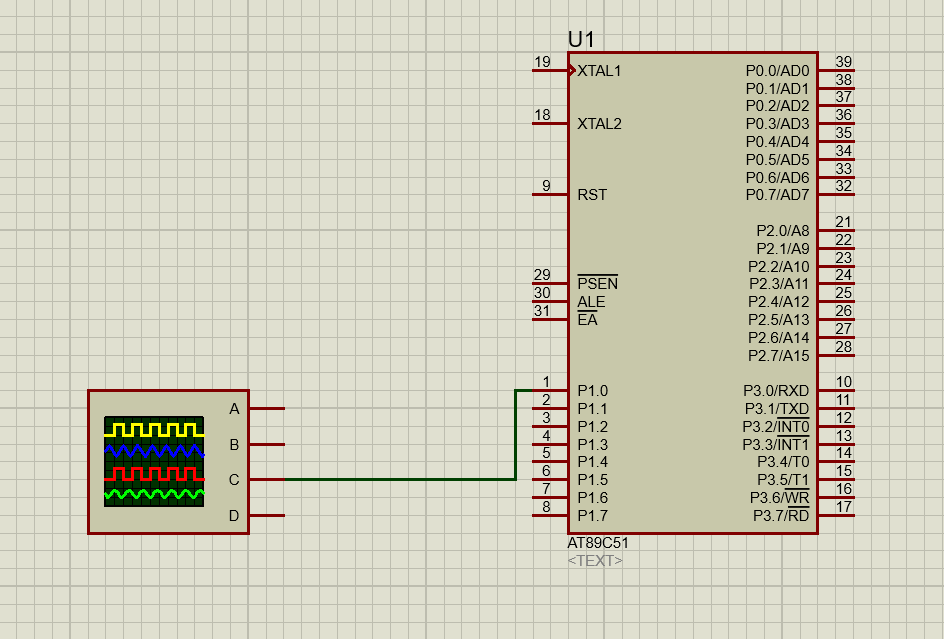 U1
19 XTAL1 P0.0/AD0 39
P0.1/AD1 38
P0.2/AD2 37
18 XTAL2 P0.3/AD3 36
P0.4/AD4 35
P0.5/AD5 34
P0.6/AD6 33
9 RST P0.7/AD7 32
P2.0/A8 21
P2.1/A9 22
P2.2/A10 23
29 PSEN P2.3/A11 24
30 ALE P2.4/A12 25
31 EA P2.5/A13 26
P2.6/A14 27
P2.7/A15 28
1 P1.0 P3.0/RXD 10
A 2 P1.1 P3.1/TXD 11
3 P1.2 P3.2/INT0 12
B 4 P1.3 P3.3/INT1 13
5 P1.4 P3.4/T0 14
C 6 P1.5 P3.5/T1 15
7 P1.6 P3.6/WR 16
D 8 P1.7 P3.7/RD 17
AT89C51
<TEXT>